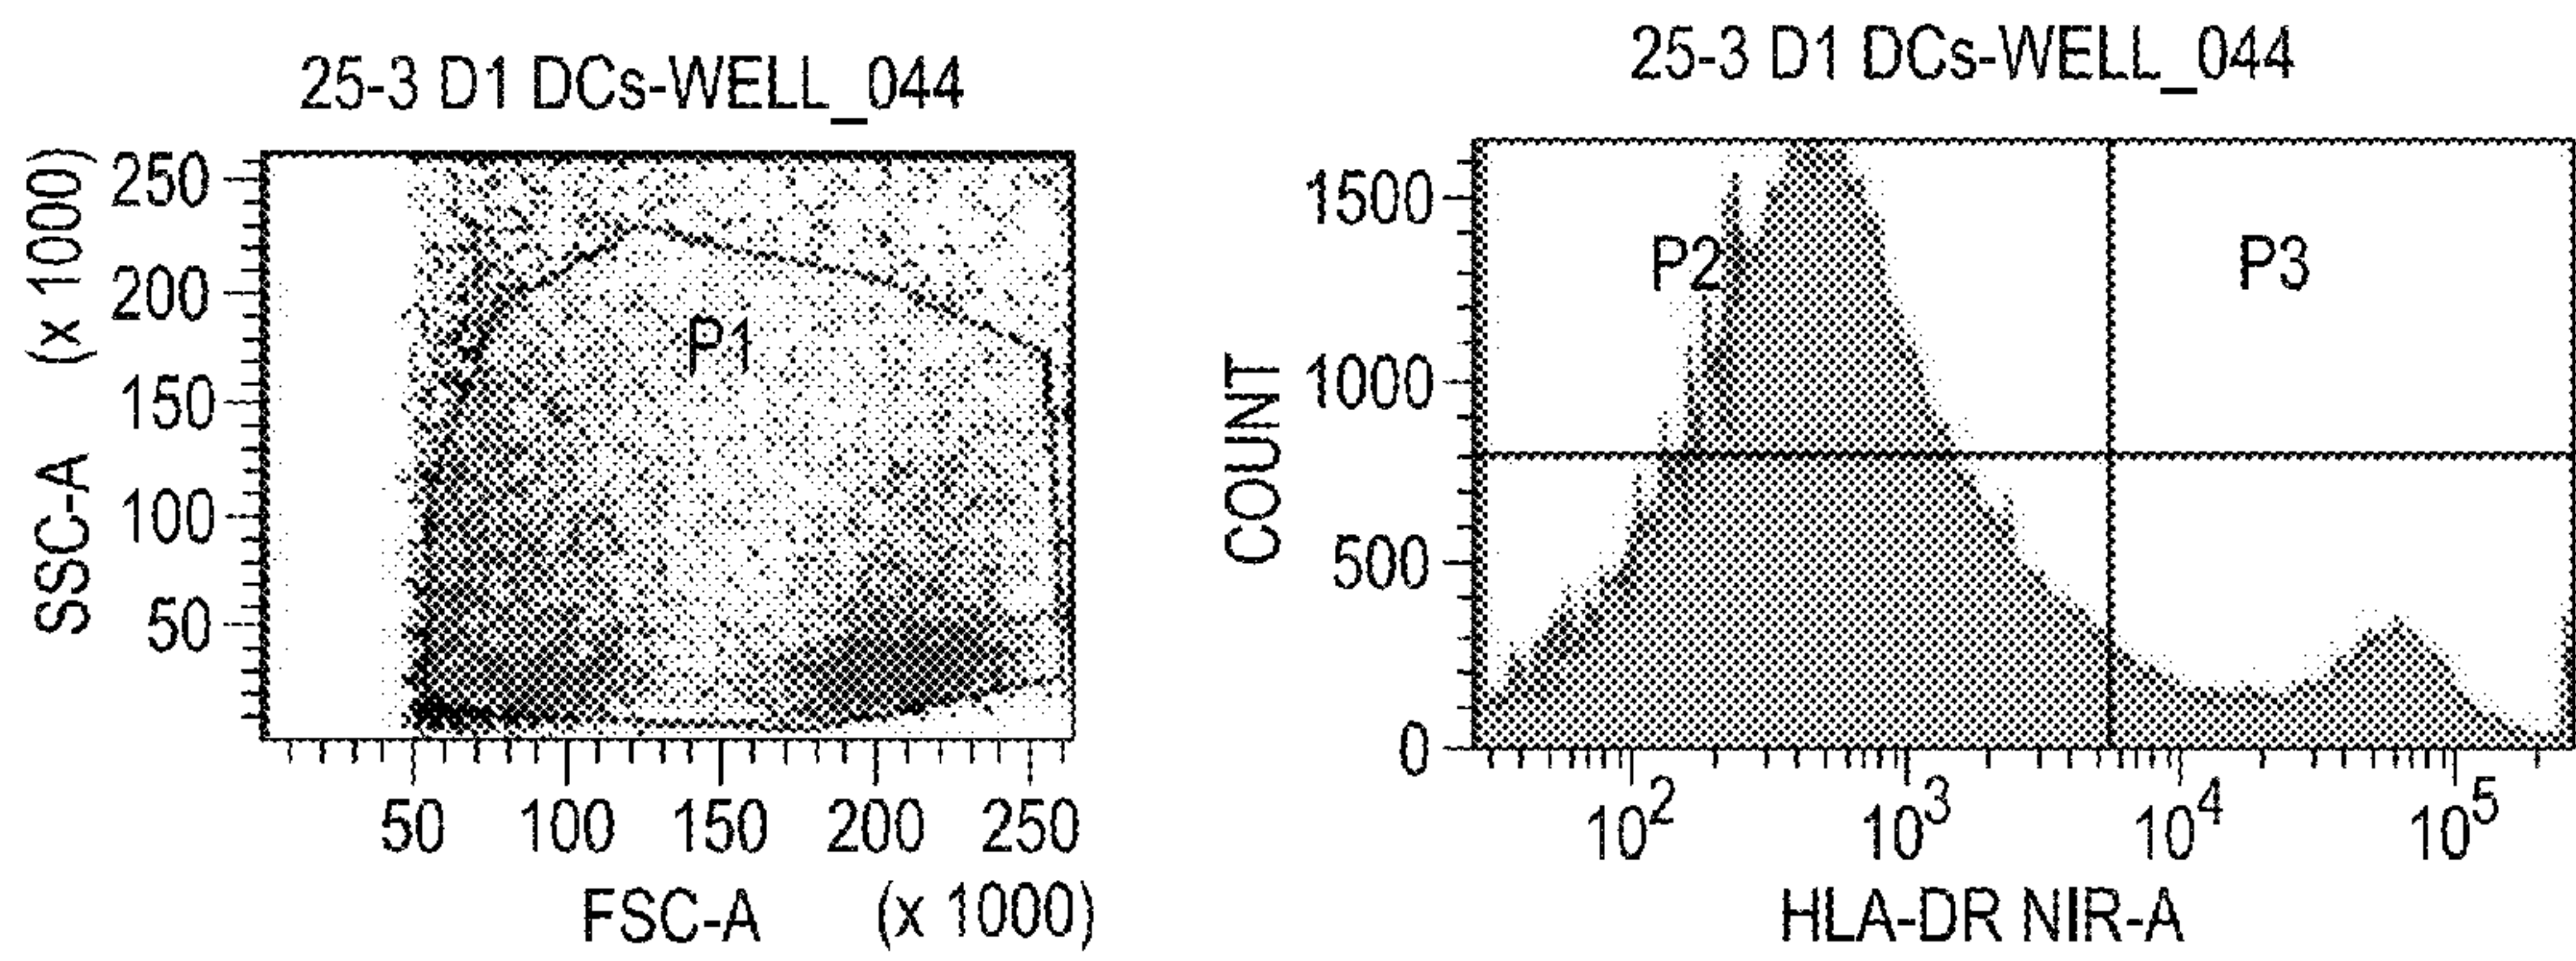 25-3 D1 DCs-WELL_044
SSC-A (x 1000)
250
200
150
100
50
P1
50 100 150 200 250
FSC-A (x 1000)
25-3 D1 DCs-WELL_044
COUNT
1500
1000
500
0
P2 P3
10² 10³ 10⁴ 10⁵
HLA-DR NIR-A